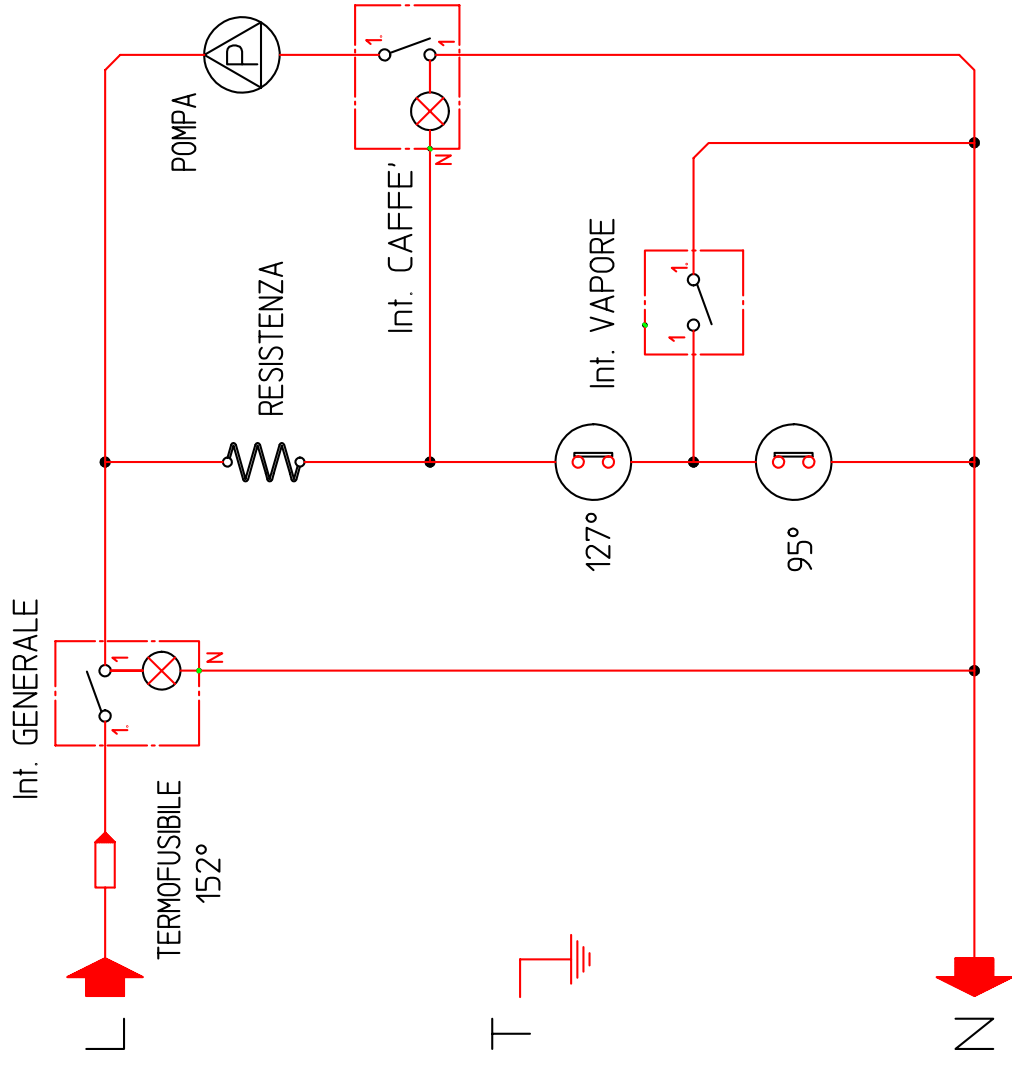 L
T
N
TERMOFUSIBILE
152°
Int. GENERALE
1.
1
N
RESISTENZA
POMPA
P
Int. CAFFE'
1.
1
N
Int. VAPORE
1
1.
127°
95°